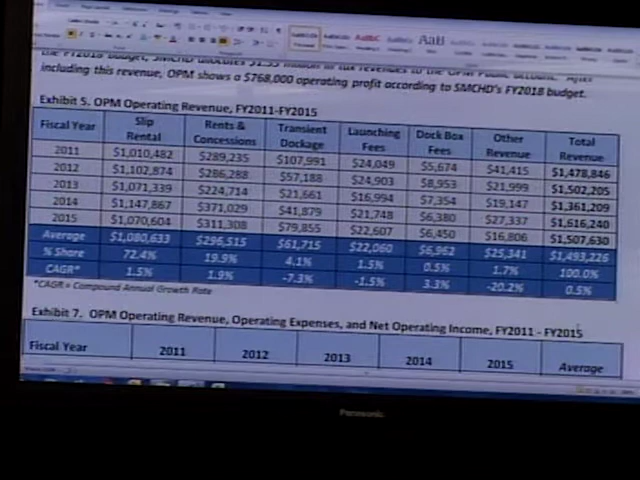 the FY2018 budget, SMCHD allocates $1.55 million of tax revenues to the OPM Public account. After
including this revenue, OPM shows a $768,000 operating profit according to SMCHD's FY2018 budget.
Exhibit 5. OPM Operating Revenue, FY2011-FY2015
Fiscal Year Slip Rental Rents & Concessions Transient Dockage Launching Fees Dock Box Fees Other Revenue Total Revenue
2011 $1,010,482 $289,235 $107,991 $24,049 $5,674 $41,415 $1,478,846
2012 $1,102,874 $286,288 $57,188 $24,903 $8,953 $21,999 $1,502,205
2013 $1,071,339 $224,714 $21,661 $16,994 $7,354 $19,147 $1,361,209
2014 $1,147,867 $371,029 $41,879 $21,748 $6,380 $27,337 $1,616,240
2015 $1,070,604 $311,308 $79,855 $22,607 $6,450 $16,806 $1,507,630
Average $1,080,633 $296,515 $61,715 $22,060 $6,962 $25,341 $1,493,226
% Share 72.4% 19.9% 4.1% 1.5% 0.5% 1.7% 100.0%
CAGR* 1.5% 1.9% -7.3% -1.5% 3.3% -20.2% 0.5%
*CAGR= Compound Annual Growth Rate
Exhibit 7. OPM Operating Revenue, Operating Expenses, and Net Operating Income, FY2011 - FY2015
Fiscal Year 2011 2012 2013 2014 2015 Average
Panasonic